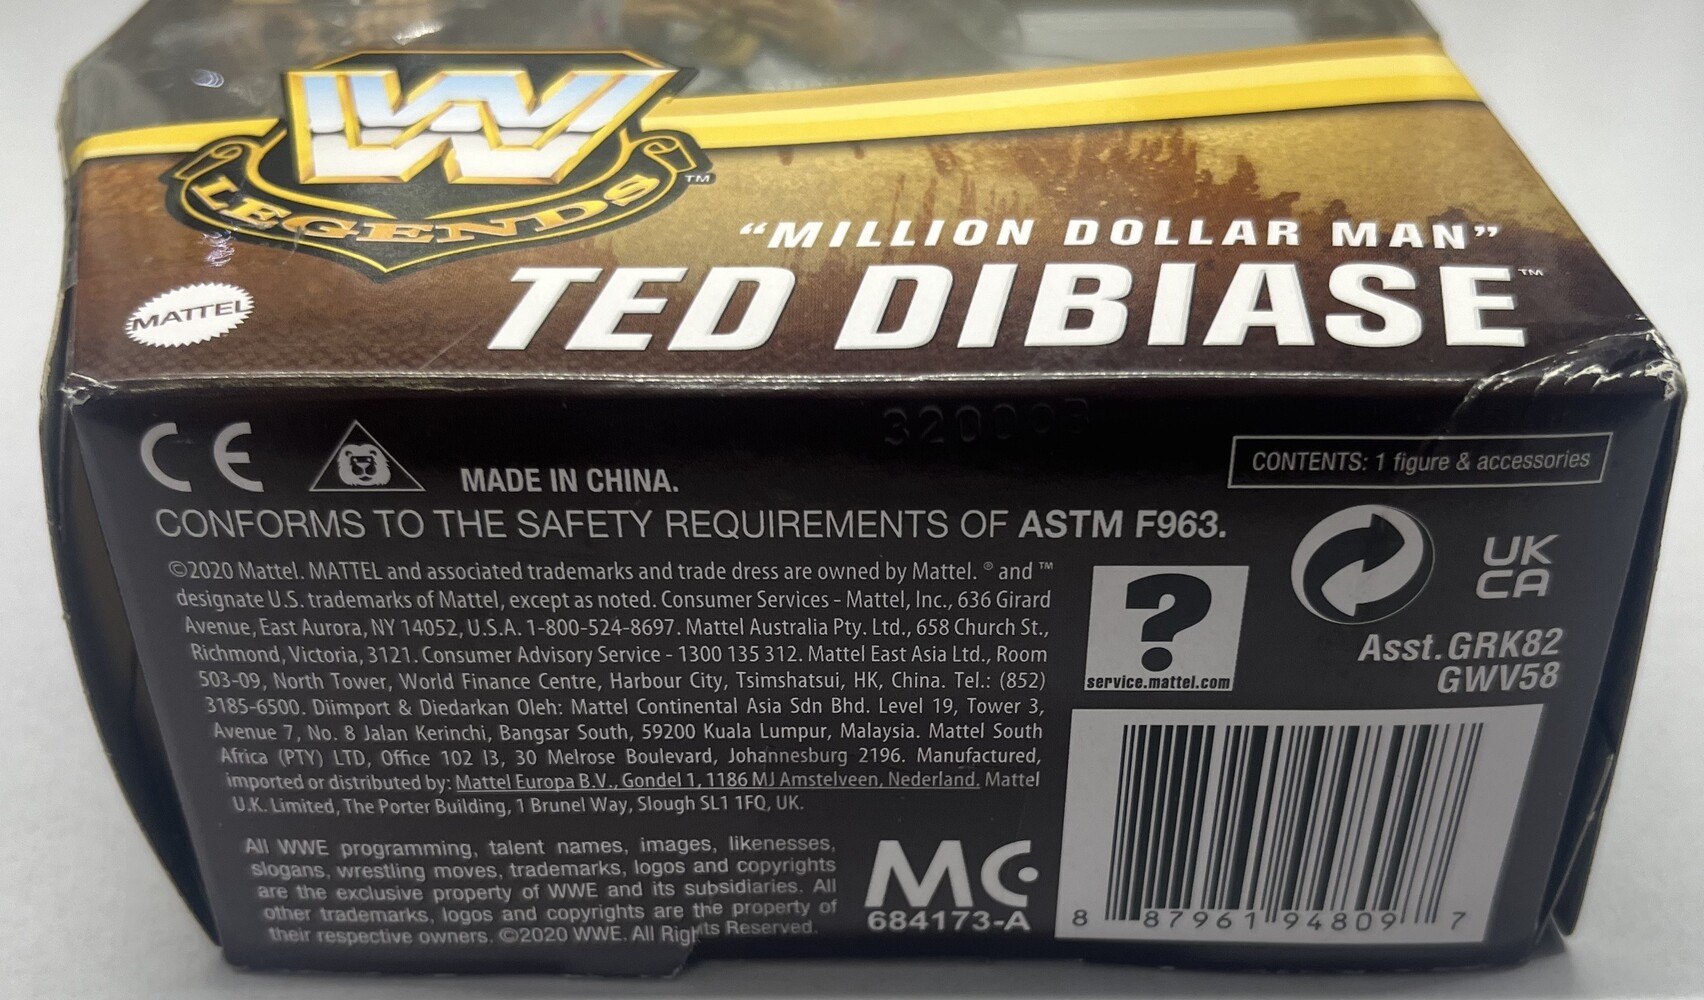 W
LEGENDS™
MATTEL
"MILLION DOLLAR MAN"
TED DIBIASE™
CE
MADE IN CHINA.
CONTENTS: 1 figure & accessories
CONFORMS TO THE SAFETY REQUIREMENTS OF ASTM F963.
©2020 Mattel. MATTEL and associated trademarks and trade dress are owned by Mattel. ® and ™
designate U.S. trademarks of Mattel, except as noted. Consumer Services - Mattel, Inc., 636 Girard
Avenue, East Aurora, NY 14052, U.S.A. 1-800-524-8697. Mattel Australia Pty. Ltd., 658 Church St.,
Richmond, Victoria, 3121. Consumer Advisory Service - 1300 135 312. Mattel East Asia Ltd., Room
503-09, North Tower, World Finance Centre, Harbour City, Tsimshatsui, HK, China. Tel.: (852)
3185-6500. Diimport & Diedarkan Oleh: Mattel Continental Asia Sdn Bhd. Level 19, Tower 3,
Avenue 7, No. 8 Jalan Kerinchi, Bangsar South, 59200 Kuala Lumpur, Malaysia. Mattel South
Africa (PTY) LTD, Office 102 I3, 30 Melrose Boulevard, Johannesburg 2196. Manufactured,
imported or distributed by: Mattel Europa B.V., Gondel 1, 1186 MJ Amstelveen, Nederland. Mattel
U.K. Limited, The Porter Building, 1 Brunel Way, Slough SL1 1FQ, UK.
?
service.mattel.com
UK
CA
Asst.GRK82
GWV58
All WWE programming, talent names, images, likenesses,
slogans, wrestling moves, trademarks, logos and copyrights
are the exclusive property of WWE and its subsidiaries. All
other trademarks, logos and copyrights are the property of
their respective owners. ©2020 WWE. All Rights Reserved.
MC
684173-A
8 87961 94809 7